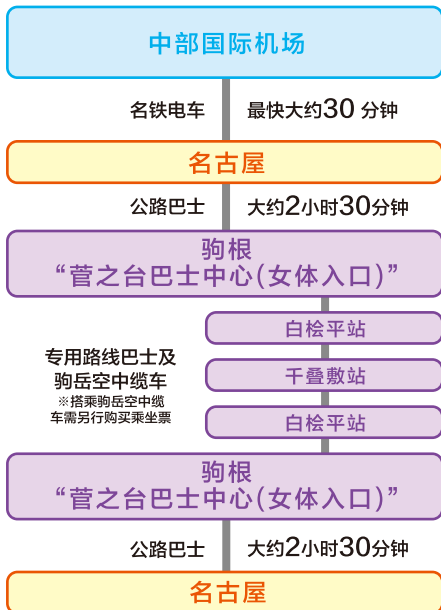 中部国际机场
名铁电车 最快大约30 分钟
名古屋
公路巴士 大约2小时30分钟
驹根
“菅之台巴士中心(女体入口)”
白桧平站
专用路线巴士及
驹岳空中缆车
※搭乘驹岳空中缆
车需另行购买乘坐票
千叠敷站
白桧平站
驹根
“菅之台巴士中心(女体入口)”
公路巴士 大约2小时30分钟
名古屋